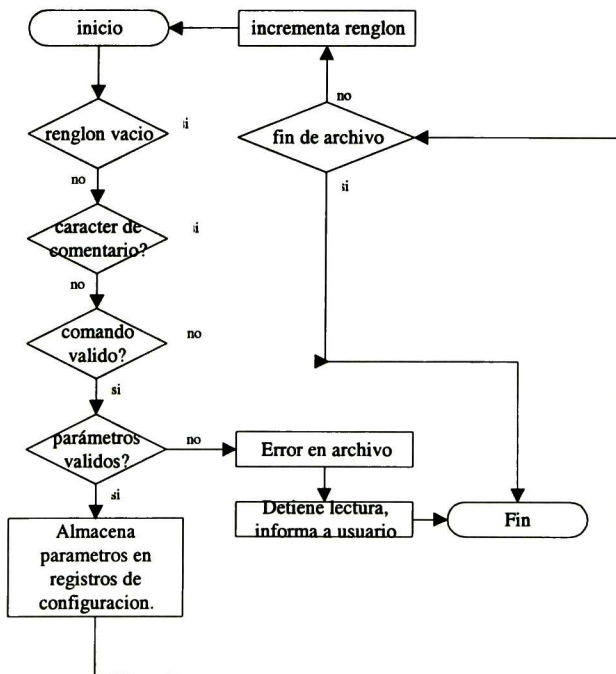 inicio
incrementa renglon
no
renglon vacio
si
fin de archivo
no
si
caracter de
comentario?
si
no
comando
valido?
no
si
parámetros
validos?
no
Error en archivo
si
Detiene lectura,
informa a usuario
Fin
Almacena
parametros en
registros de
configuracion.